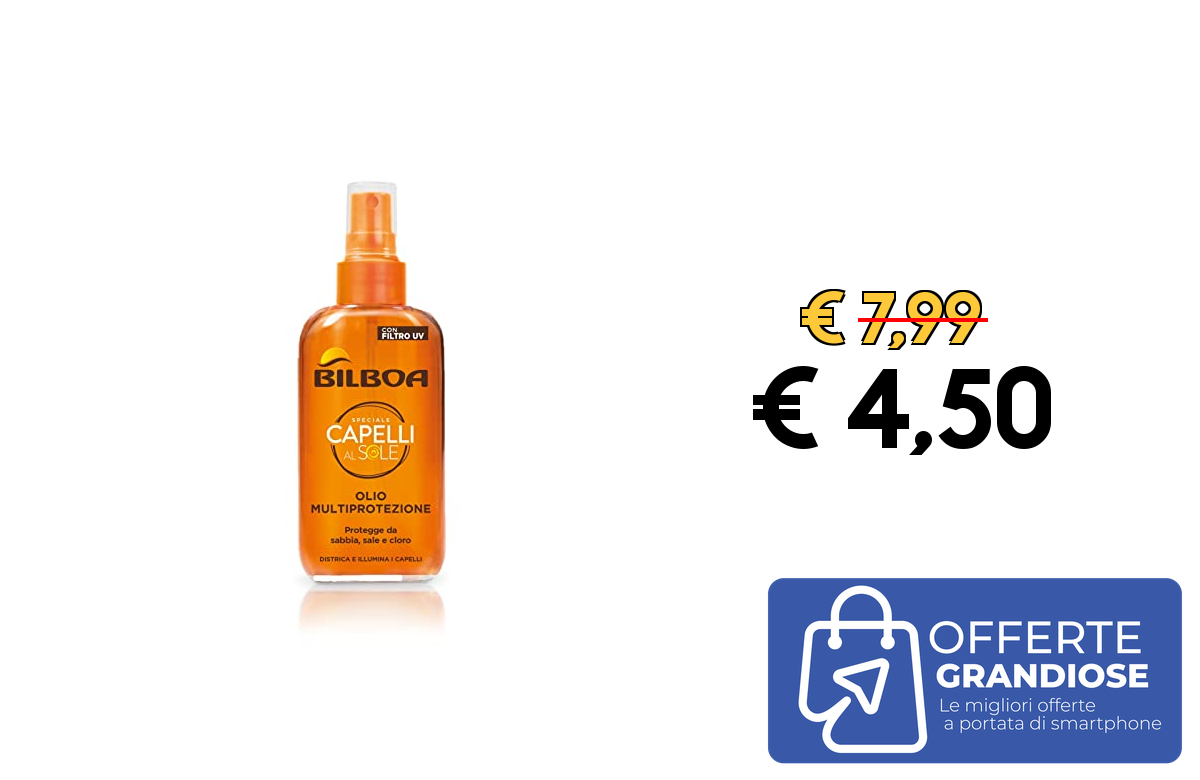 CON
FILTRO UV
BILBOA
SPECIALE
CAPELLI
AL SOLE
OLIO
MULTIPROTEZIONE
Protegge da
sabbia, sale e cloro
DISTRICA E ILLUMINA I CAPELLI
€ 7,99
€ 4,50
OFFERTE
GRANDIOSE
Le migliori offerte
a portata di smartphone